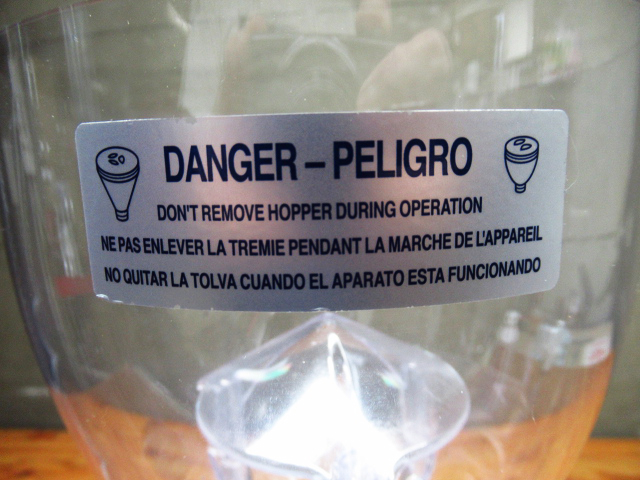 DANGER – PELIGRO
DON'T REMOVE HOPPER DURING OPERATION
NE PAS ENLEVER LA TREMIE PENDANT LA MARCHE DE L'APPAREIL
NO QUITAR LA TOLVA CUANDO EL APARATO ESTA FUNCIONANDO